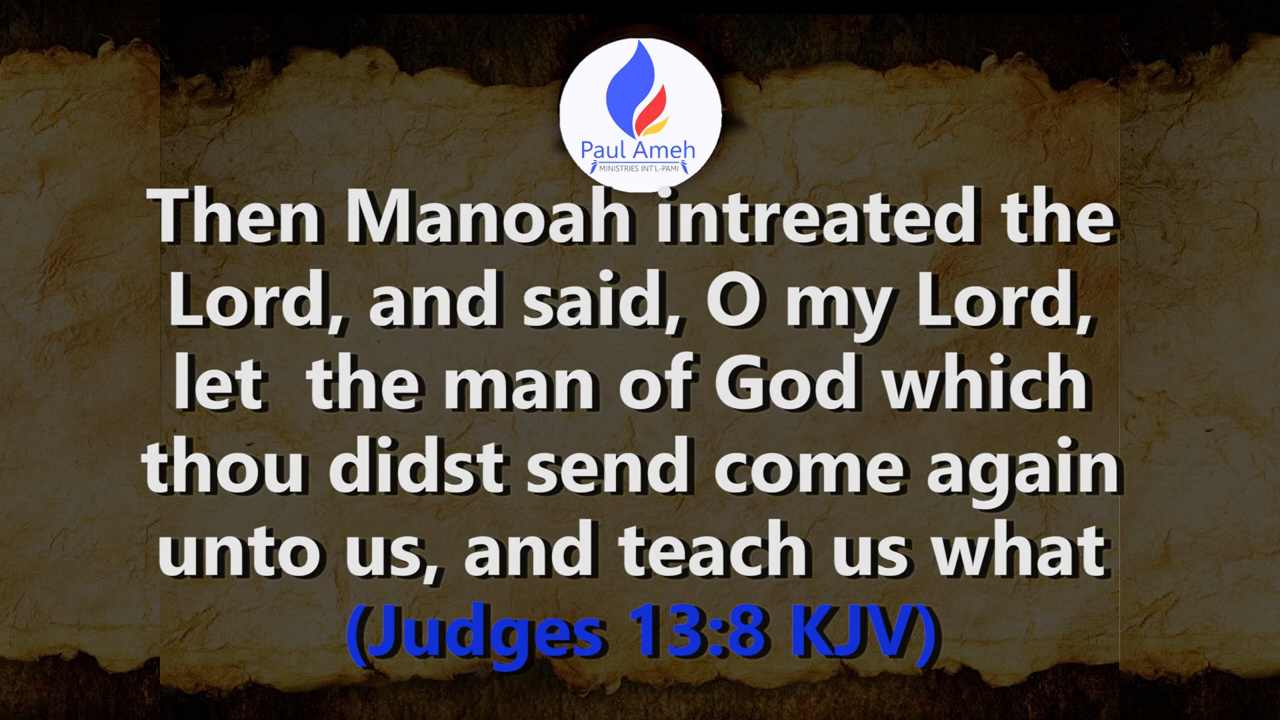 Paul Ameh
MINISTRIES INT'L-PAMI
Then Manoah intreated the
Lord, and said, O my Lord,
let the man of God which
thou didst send come again
unto us, and teach us what
(Judges 13:8 KJV)